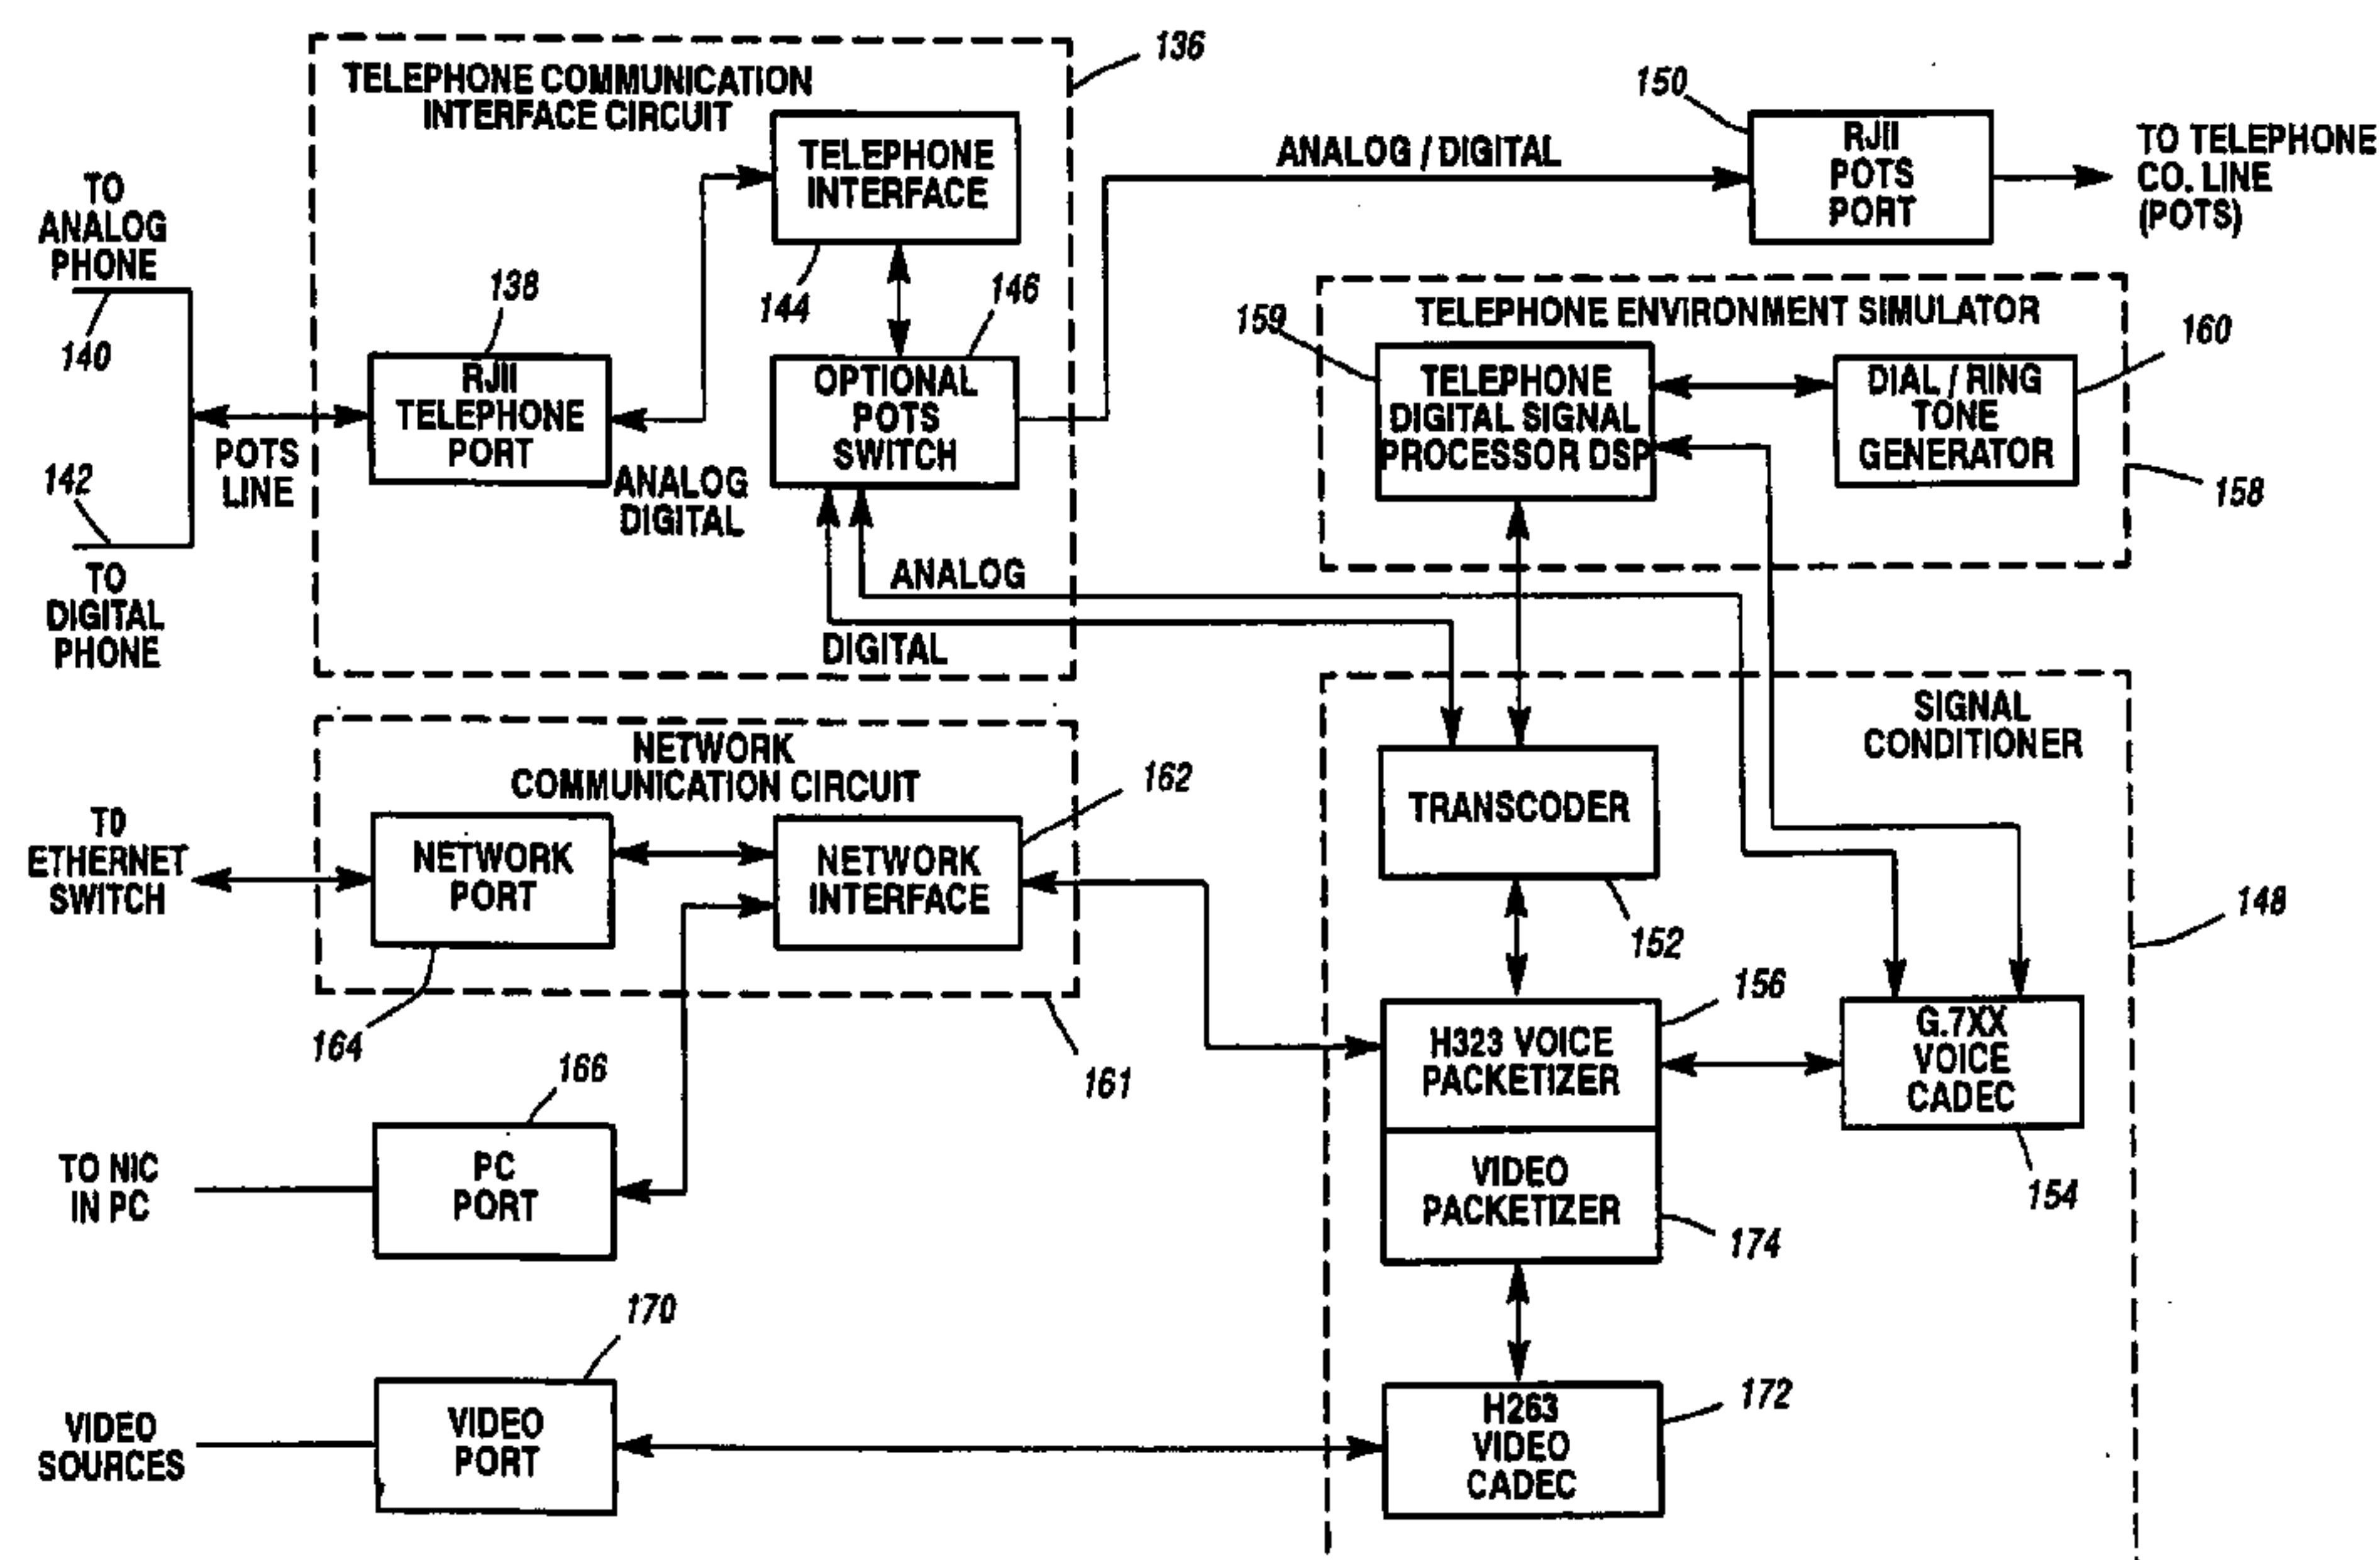 136
TELEPHONE COMMUNICATION
INTERFACE CIRCUIT
TELEPHONE
INTERFACE
144
150
RJII
POTS
PORT
ANALOG / DIGITAL
TO TELEPHONE
CO. LINE
(POTS)
TO
ANALOG
PHONE
140
138
RJII
TELEPHONE
PORT
POTS
LINE
142
TO
DIGITAL
PHONE
ANALOG
DIGITAL
146
OPTIONAL
POTS
SWITCH
ANALOG
DIGITAL
TELEPHONE ENVIRONMENT SIMULATOR
159
TELEPHONE
DIGITAL SIGNAL
PROCESSOR DSP
DIAL / RING
TONE
GENERATOR
160
158
NETWORK
COMMUNICATION CIRCUIT
162
TO
ETHERNET
SWITCH
NETWORK
PORT
NETWORK
INTERFACE
164
161
SIGNAL
CONDITIONER
TRANSCODER
152
148
156
H323 VOICE
PACKETIZER
G.7XX
VOICE
CADEC
154
VIDEO
PACKETIZER
174
166
TO NIC
IN PC
PC
PORT
170
VIDEO
SOURCES
VIDEO
PORT
H263
VIDEO
CADEC
172